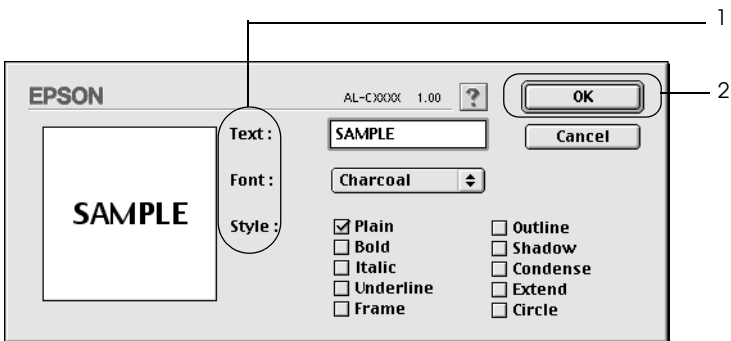 1
EPSON AL-CXXXX 1.00 ? OK 2
Text : SAMPLE Cancel
Font : Charcoal
SAMPLE
Style : Plain Outline
Bold Shadow
Italic Condense
Underline Extend
Frame Circle